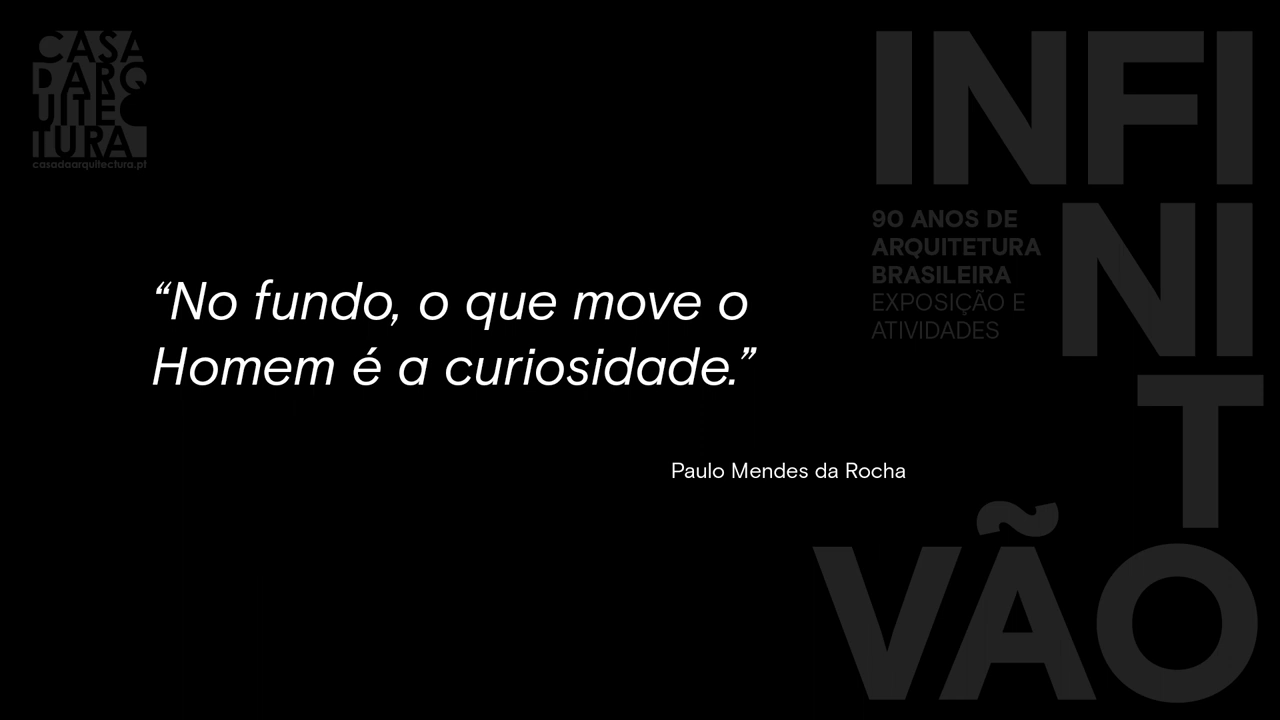 CASA
DARQ
UITEC
TURA
casadaarquitectura.pt
INFI
NI
T
VÃO
90 ANOS DE
ARQUITETURA
BRASILEIRA
EXPOSIÇÃO E
ATIVIDADES
“No fundo, o que move o
Homem é a curiosidade.”
Paulo Mendes da Rocha